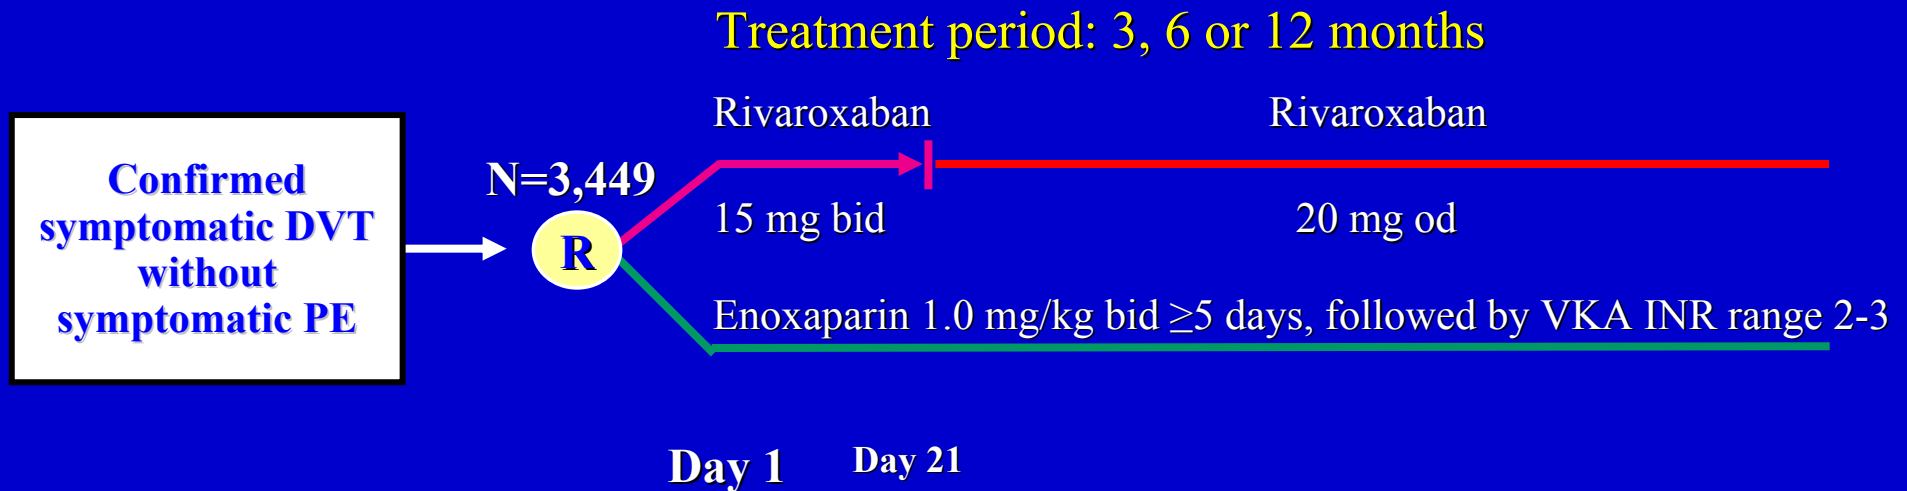 Treatment period: 3, 6 or 12 months
Rivaroxaban
Rivaroxaban
Confirmed
symptomatic DVT
without
symptomatic PE
N=3,449
R
15 mg bid
20 mg od
Enoxaparin 1.0 mg/kg bid ≥5 days, followed by VKA INR range 2-3
Day 1
Day 21